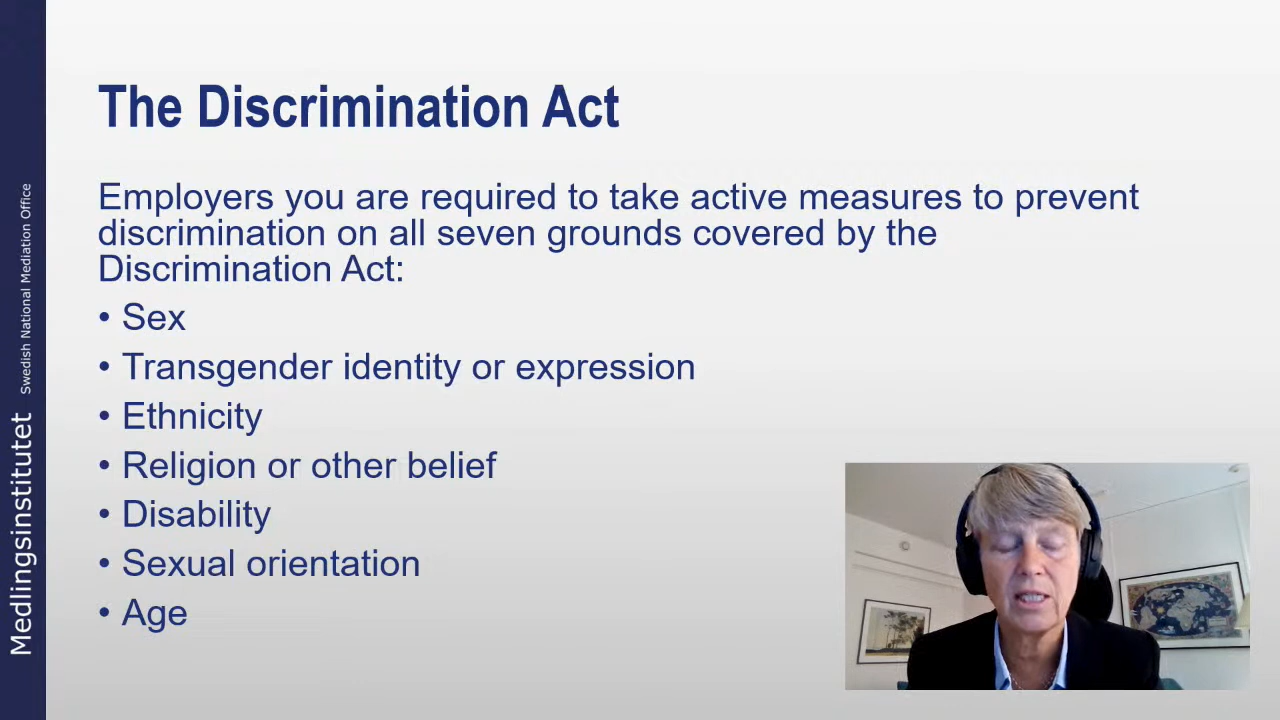 The Discrimination Act
Employers you are required to take active measures to prevent
discrimination on all seven grounds covered by the
Discrimination Act:
• Sex
• Transgender identity or expression
• Ethnicity
• Religion or other belief
• Disability
• Sexual orientation
• Age
Medlingsinstitutet Swedish National Mediation Office